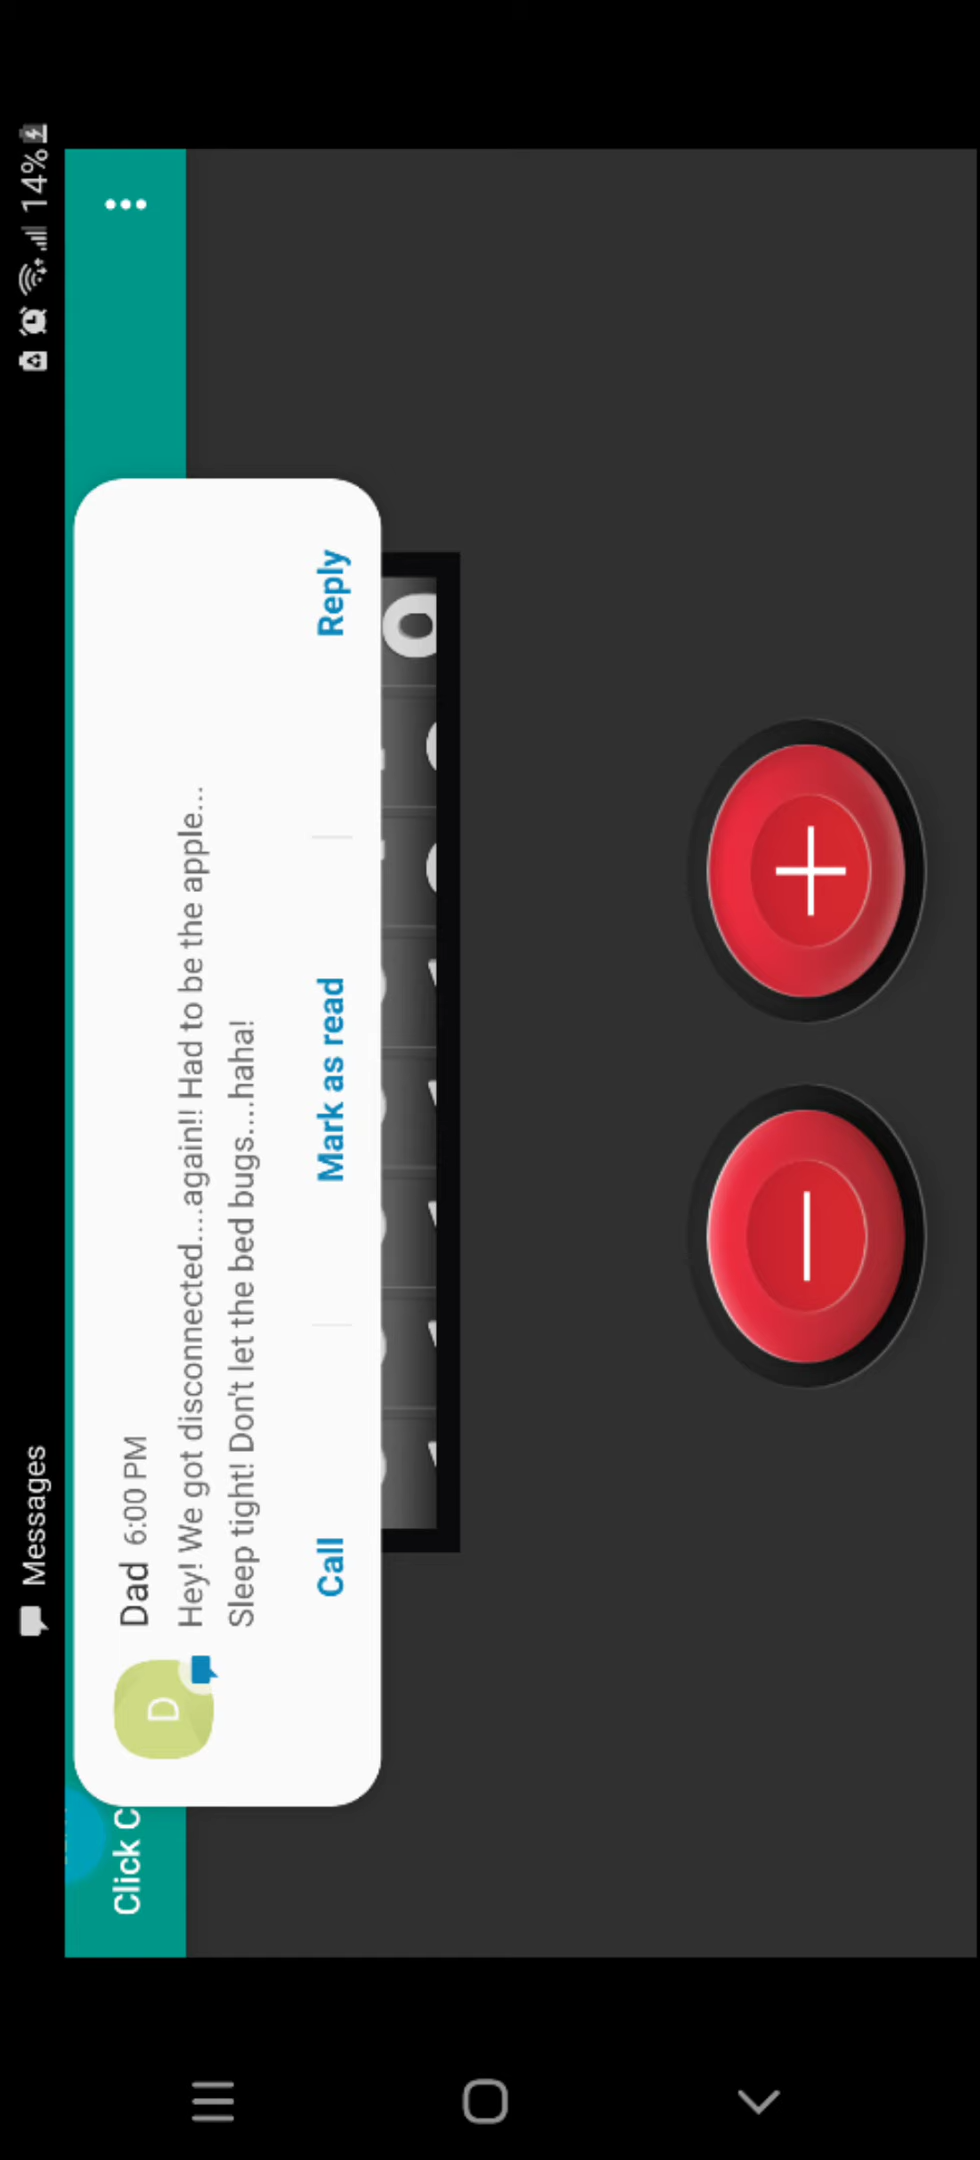 Messages
14%
Click C
D
Dad 6:00 PM
Hey! We got disconnected....again!! Had to be the apple...
Sleep tight! Don't let the bed bugs....haha!
Call Mark as read Reply